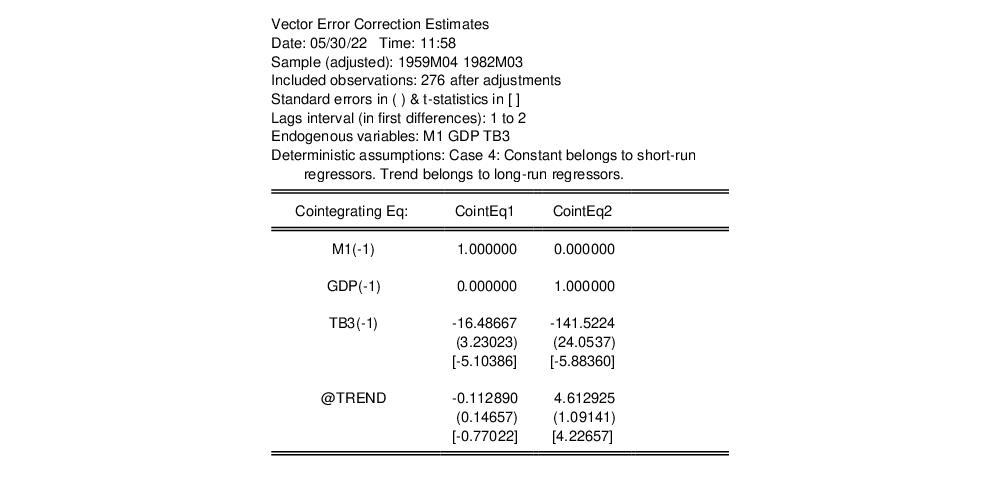 Vector Error Correction Estimates
Date: 05/30/22 Time: 11:58
Sample (adjusted): 1959M04 1982M03
Included observations: 276 after adjustments
Standard errors in ( ) & t-statistics in [ ]
Lags interval (in first differences): 1 to 2
Endogenous variables: M1 GDP TB3
Deterministic assumptions: Case 4: Constant belongs to short-run
regressors. Trend belongs to long-run regressors.
Cointegrating Eq: CointEq1 CointEq2
M1(-1) 1.000000 0.000000
GDP(-1) 0.000000 1.000000
TB3(-1) -16.48667 -141.5224
(3.23023) (24.0537)
[-5.10386] [-5.88360]
@TREND -0.112890 4.612925
(0.14657) (1.09141)
[-0.77022] [4.22657]